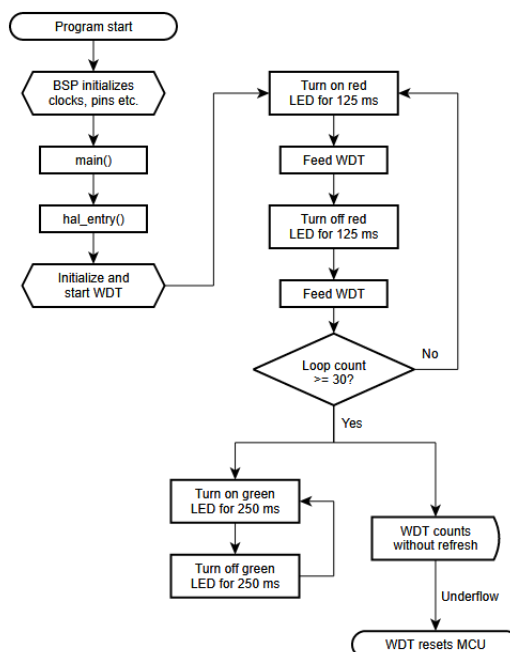 Program start
BSP initializes
clocks, pins etc.
main()
hal_entry()
Initialize and
start WDT
Turn on red
LED for 125 ms
Feed WDT
Turn off red
LED for 125 ms
Feed WDT
Loop count
>= 30?
No
Yes
Turn on green
LED for 250 ms
Turn off green
LED for 250 ms
WDT counts
without refresh
Underflow
WDT resets MCU